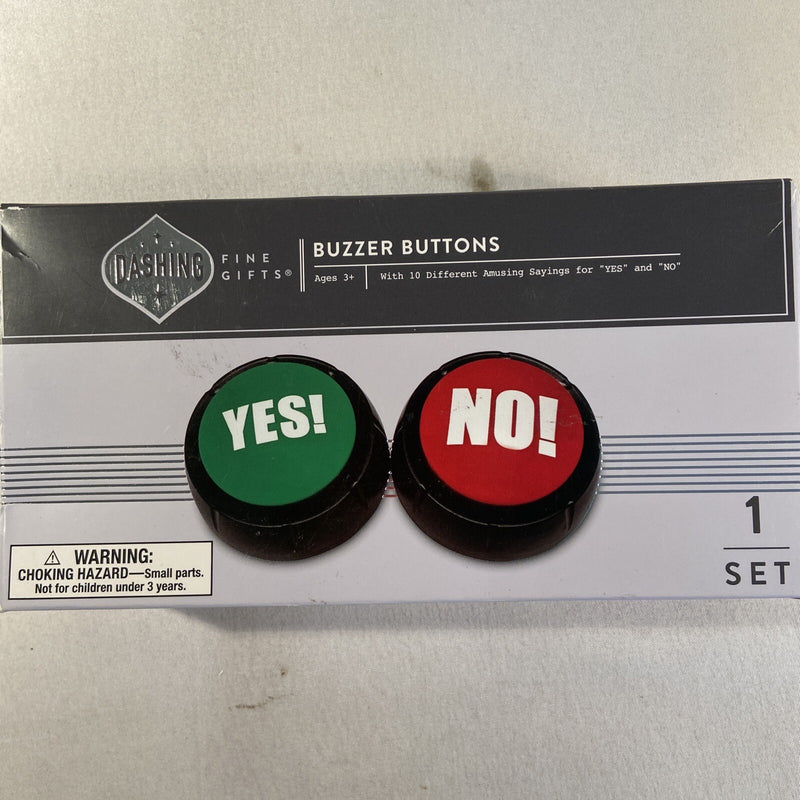 DASHING
FINE
GIFTS®
BUZZER BUTTONS
Ages 3+
With 10 Different Amusing Sayings for "YES" and "NO"
YES!
NO!
⚠ WARNING:
CHOKING HAZARD—Small parts.
Not for children under 3 years.
1
SET